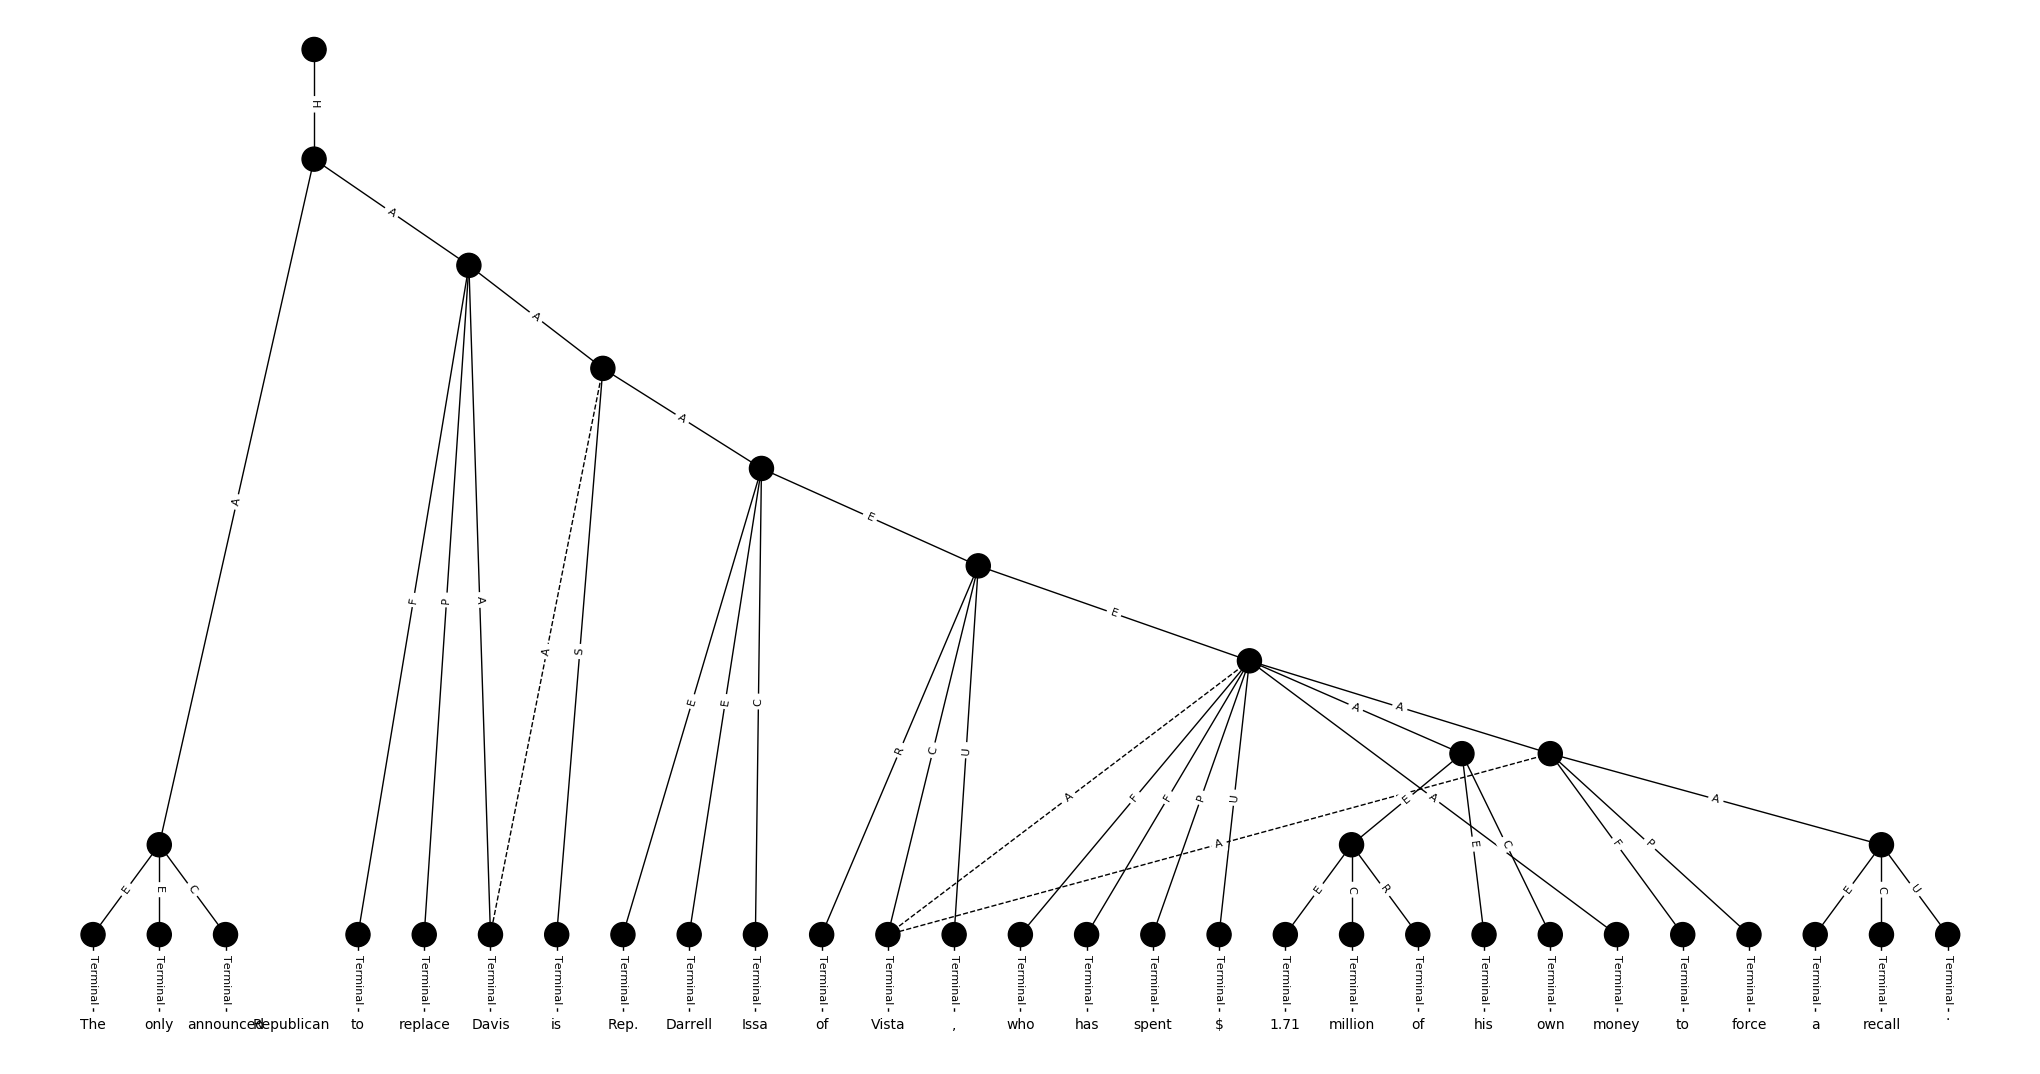 H
A
A
A
A
E
E
A
F
P
A
A
S
E
E
C
R
C
U
A
F
F
P
U
A
A
A
A
E
E
C
F
P
A
E
E
C
E
C
R
E
C
U
Terminal Terminal Terminal Terminal Terminal Terminal Terminal Terminal Terminal Terminal Terminal Terminal Terminal Terminal Terminal Terminal Terminal Terminal Terminal Terminal Terminal Terminal Terminal Terminal Terminal Terminal Terminal Terminal
The only announced Republican to replace Davis is Rep. Darrell Issa of Vista , who has spent $ 1.71 million of his own money to force a recall .